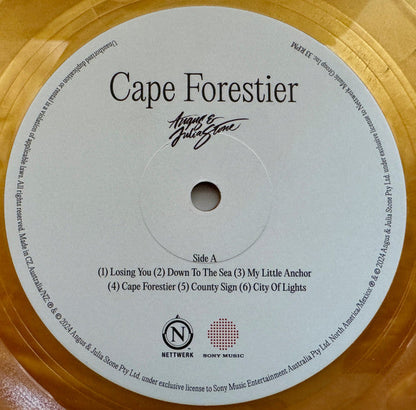 Cape Forestier
Angus &
Julia Stone
Side A
(1) Losing You (2) Down To The Sea (3) My Little Anchor
(4) Cape Forestier (5) County Sign (6) City Of Lights
N
NETTWERK
SONY MUSIC
Unauthorized duplication or rental is a violation of applicable laws. All rights reserved. Made in CZ. Australia/NZ: ℗ & © 2024 Angus & Julia Stone Pty Ltd. under exclusive license to Sony Music Entertainment Australia Pty Ltd. North America/Mexico: ℗ & © 2024 Angus & Julia Stone Pty Ltd. under exclusive license to Nettwerk Music Group Inc. 33 RPM